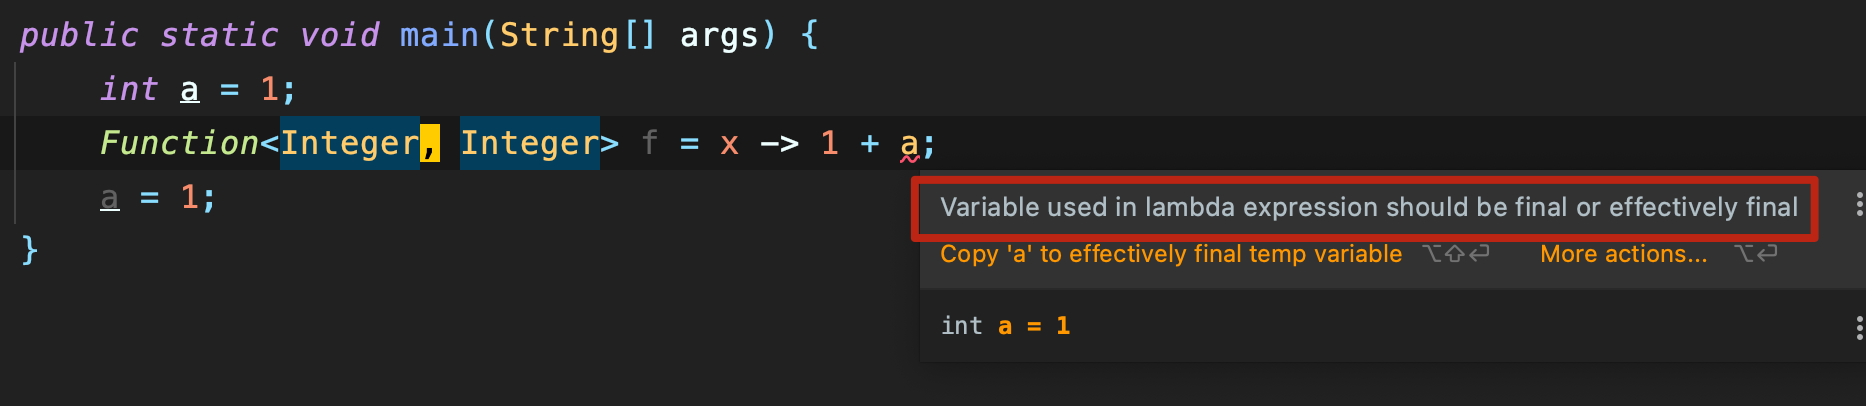 public static void main(String[] args) {
int a = 1;
Function<Integer, Integer> f = x -> 1 + a;
a = 1;
}
Variable used in lambda expression should be final or effectively final
Copy 'a' to effectively final temp variable ⌥⇧⏎ More actions... ⌥⏎
int a = 1